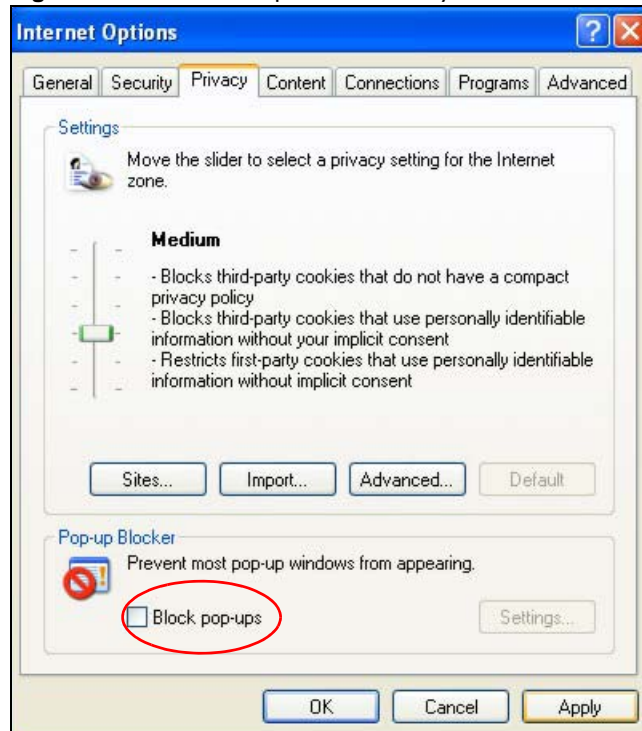 Internet Options
General Security Privacy Content Connections Programs Advanced
Settings
Move the slider to select a privacy setting for the Internet
zone.
Medium
- Blocks third-party cookies that do not have a compact
privacy policy
- Blocks third-party cookies that use personally identifiable
information without your implicit consent
- Restricts first-party cookies that use personally identifiable
information without implicit consent
Sites... Import... Advanced... Default
Pop-up Blocker
Prevent most pop-up windows from appearing.
Block pop-ups Settings...
OK Cancel Apply